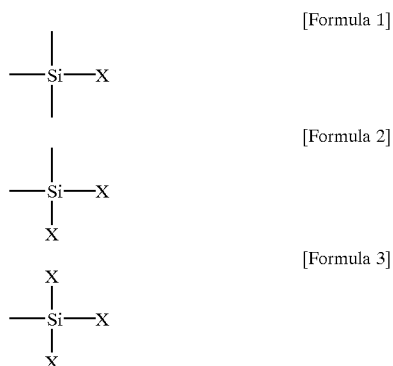 [Formula 1]
Si X
[Formula 2]
Si X
X
[Formula 3]
X
Si X
X